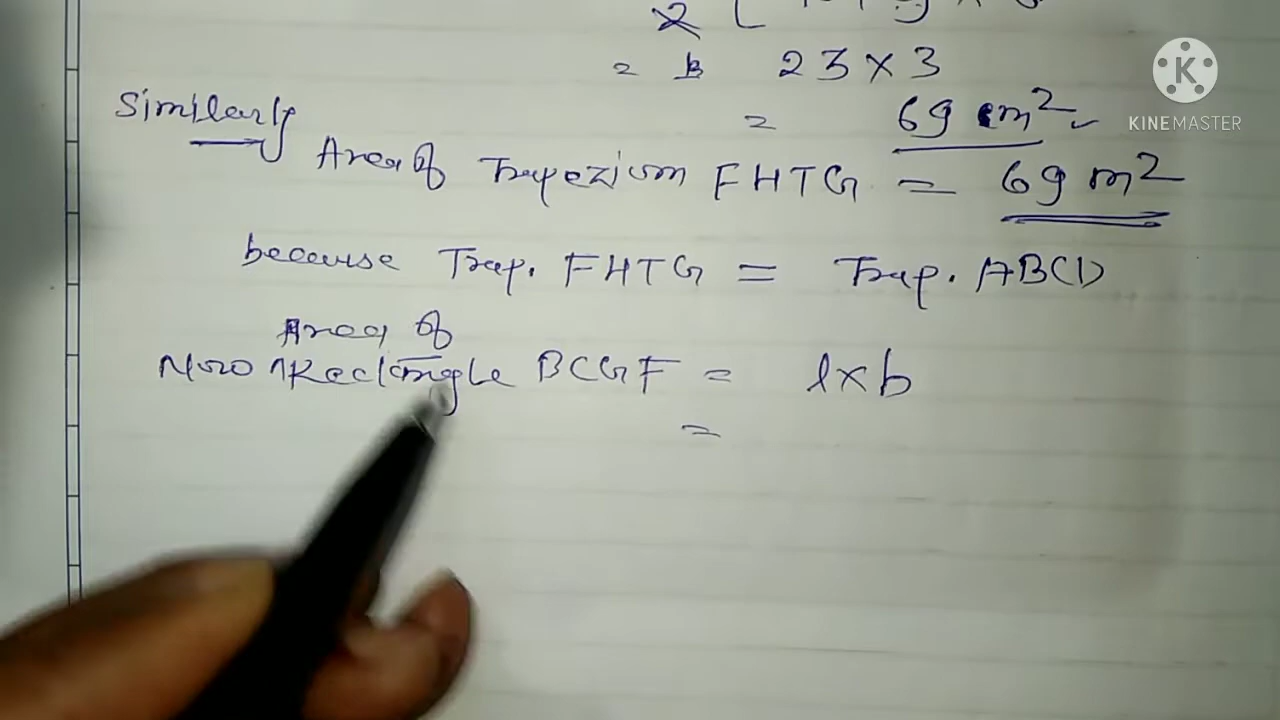 = 23 × 3
KINEMASTER
Similarly
= 69 m²
Area of Trapezium FHTG = 69 m²
because Trap. FHTG = Trap. ABCD
Area of
Now ^ Rectangle BCGF = l×b
=